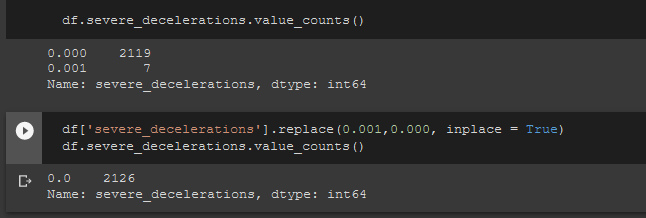 df.severe_decelerations.value_counts()
0.000    2119
0.001       7
Name: severe_decelerations, dtype: int64
df['severe_decelerations'].replace(0.001,0.000, inplace = True)
df.severe_decelerations.value_counts()
0.0    2126
Name: severe_decelerations, dtype: int64